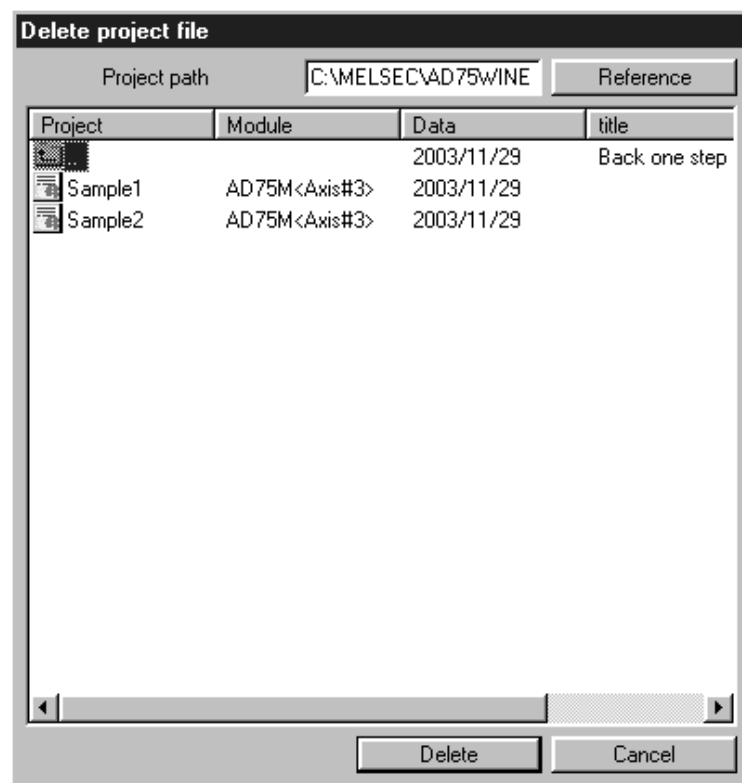 Delete project file
Project path C:\MELSEC\AD75WINE Reference
Project Module Data title
.. 2003/11/29 Back one step
Sample1 AD75M<Axis#3> 2003/11/29
Sample2 AD75M<Axis#3> 2003/11/29
Delete Cancel